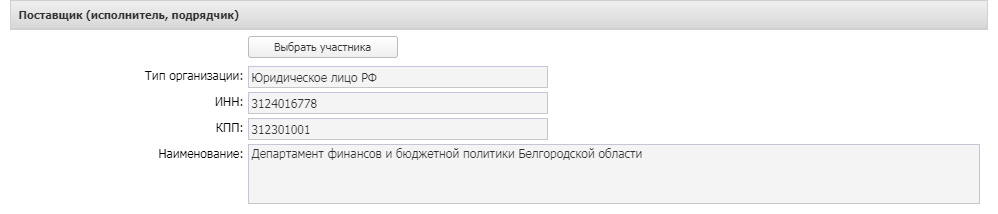 Поставщик (исполнитель, подрядчик)
Выбрать участника
Тип организации: Юридическое лицо РФ
ИНН: 3124016778
КПП: 312301001
Наименование: Департамент финансов и бюджетной политики Белгородской области